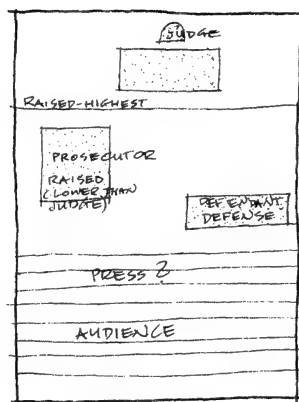 JUDGE
RAISED-HIGHEST
PROSECUTOR
RAISED
(LOWER THAN
JUDGE)
DEFENDANT
DEFENSE
PRESS ?
AUDIENCE